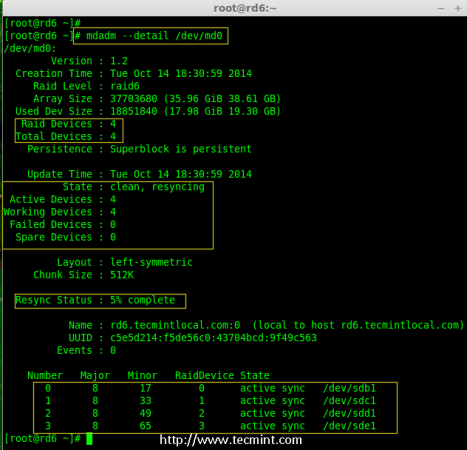 root@rd6:~
[root@rd6 ~]#
[root@rd6 ~]# mdadm --detail /dev/md0
/dev/md0:
Version : 1.2
Creation Time : Tue Oct 14 18:30:59 2014
Raid Level : raid6
Array Size : 37703680 (35.96 GiB 38.61 GB)
Used Dev Size : 18851840 (17.98 GiB 19.30 GB)
Raid Devices : 4
Total Devices : 4
Persistence : Superblock is persistent
Update Time : Tue Oct 14 18:30:59 2014
State : clean, resyncing
Active Devices : 4
Working Devices : 4
Failed Devices : 0
Spare Devices : 0
Layout : left-symmetric
Chunk Size : 512K
Resync Status : 5% complete
Name : rd6.tecmintlocal.com:0 (local to host rd6.tecmintlocal.com)
UUID : c5e5d214:f5de56c0:43704bcd:9f49c563
Events : 0
Number Major Minor RaidDevice State
0 8 17 0 active sync /dev/sdb1
1 8 33 1 active sync /dev/sdc1
2 8 49 2 active sync /dev/sdd1
3 8 65 3 active sync /dev/sde1
[root@rd6 ~]# http://www.tecmint.com